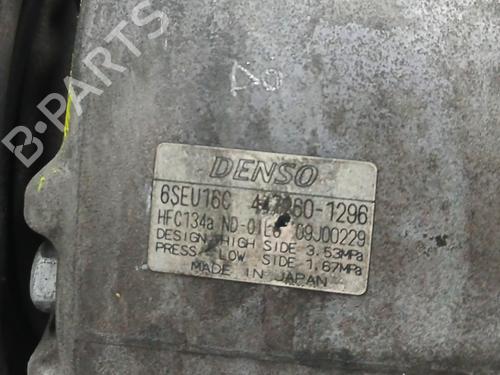 B-PARTS
DENSO
6SEU16C 447260-1296
HFC134a ND-OIL8 09J00229
DESIGN HIGH SIDE 3.53MPa
PRESS LOW SIDE 1.67MPa
MADE IN JAPAN